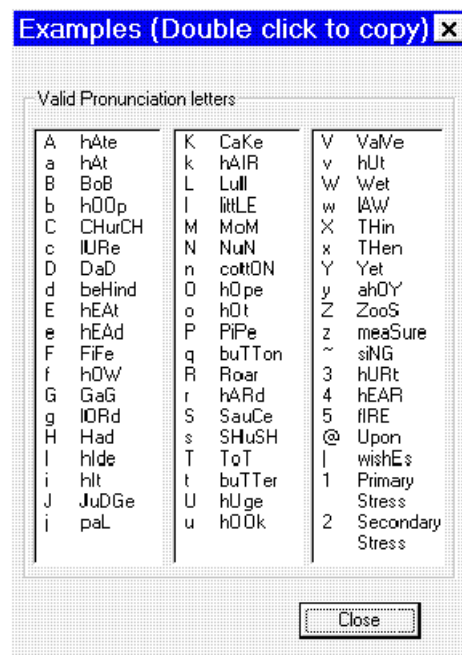 Examples (Double click to copy)
Valid Pronunciation letters
A hAte
a hAt
B BoB
b hOOp
C CHurCH
c lURe
D DaD
d beHind
E hEAt
e hEAd
F FiFe
f hOW
G GaG
g lORd
H Had
I hIde
i hIt
J JuDGe
j paL
K CaKe
k hAIR
L LuLL
l littLE
M MoM
N NuN
n cottON
O hOpe
o hOt
P PiPe
q buTTon
R Roar
r hARd
S SauCe
s SHuSH
T ToT
t buTTer
U hUge
u hOOk
V ValVe
v hUt
W Wet
w lAW
X THin
x THen
Y Yet
y ahOY
Z ZooS
z meaSure
~ siNG
3 hURt
4 hEAR
5 fIRE
@ Upon
| wishEs
1 Primary
Stress
2 Secondary
Stress
Close